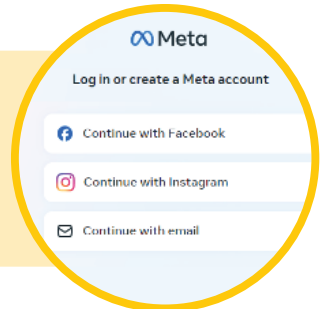 Meta
Log in or create a Meta account
Continue with Facebook
Continue with Instagram
Continue with email